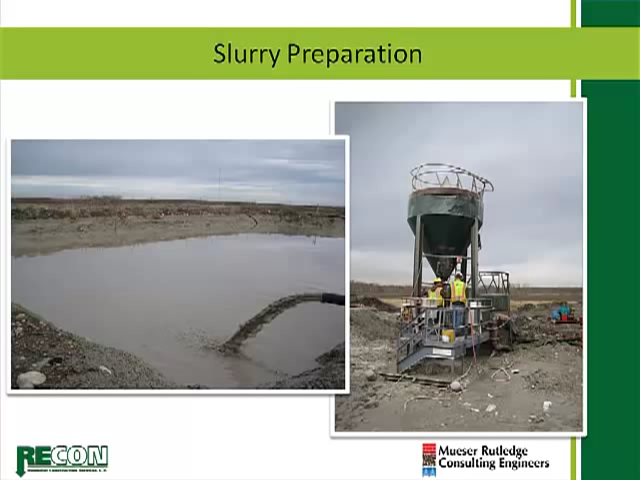 Slurry Preparation
RECON
Mueser Rutledge
Consulting Engineers